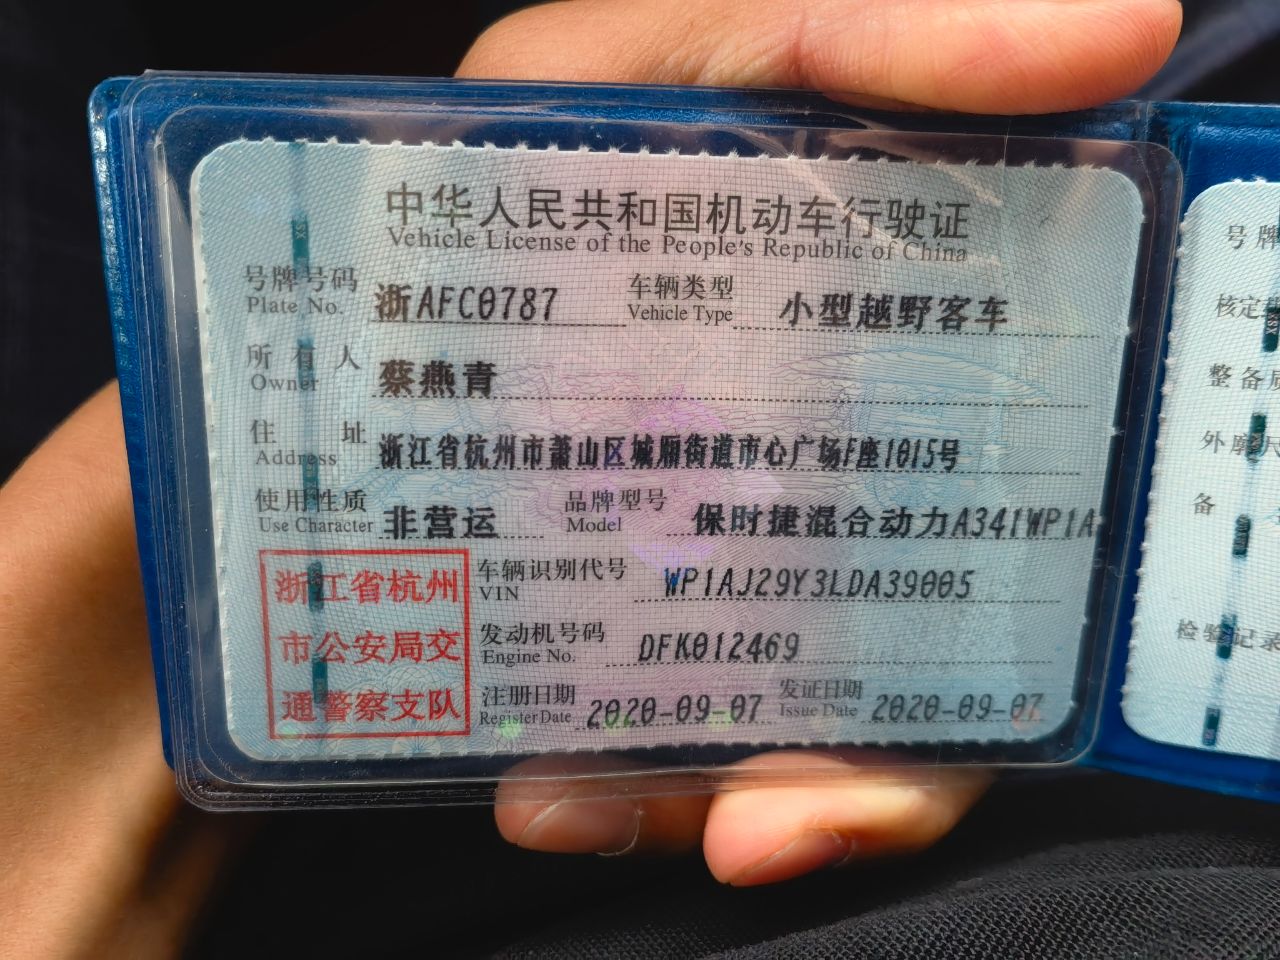 中华人民共和国机动车行驶证
Vehicle License of the People's Republic of China
号牌号码 浙AFC0787 车辆类型 小型越野客车
Plate No. Vehicle Type
所有人 蔡燕青
Owner
住址 浙江省杭州市萧山区城厢街道市心广场F座1015号
Address
使用性质 非营运 品牌型号 保时捷混合动力A341WP1A
Use Character Model
浙江省杭州
市公安局交
通警察支队
车辆识别代号 WP1AJ29Y3LDA39005
VIN
发动机号码 DFK012469
Engine No.
注册日期 2020-09-07 发证日期 2020-09-07
Register Date Issue Date
号牌
核定
整备质
外廓尺
备
检验记录